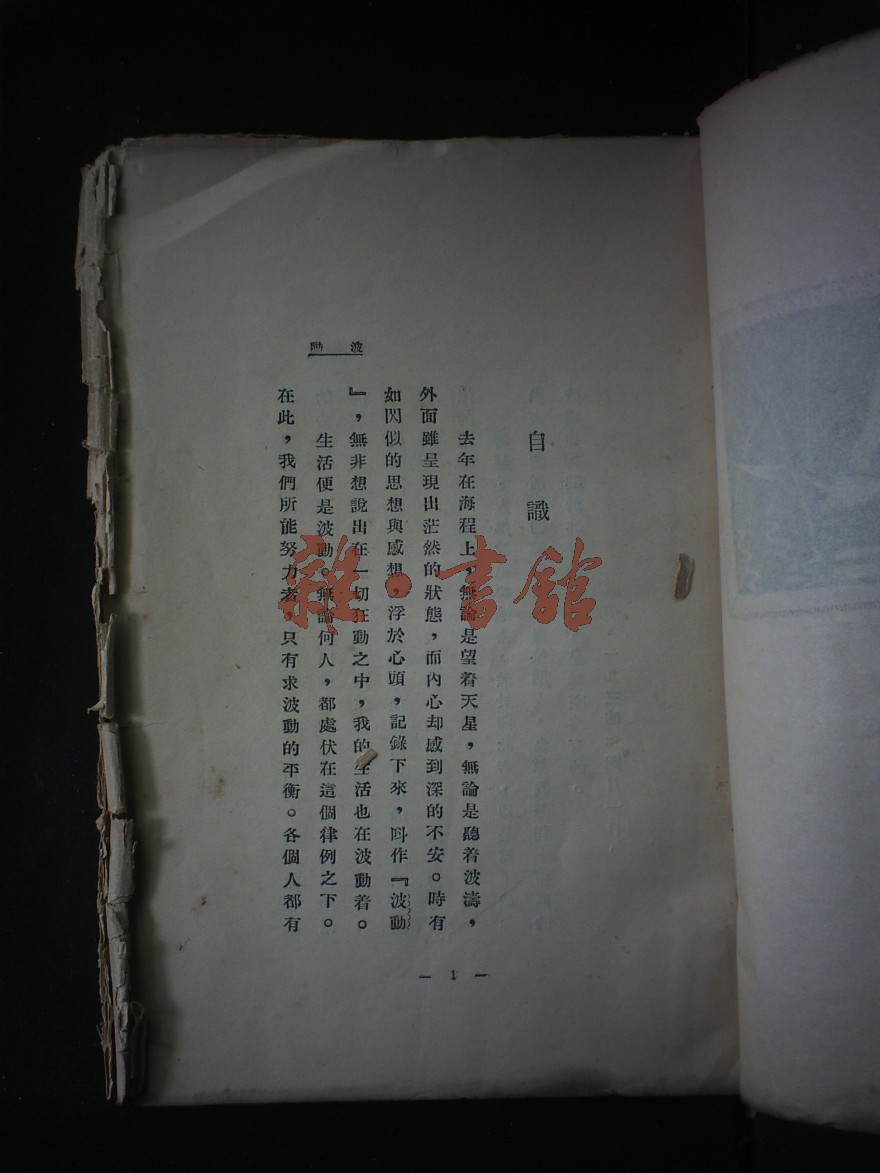 波動
自識
去年在海程上，無論是望着天星，無論是聽着波濤，
外面雖呈現出茫然的狀態，而內心却感到深的不安。時有
如閃似的思想與感想，浮於心頭，記錄下來，叫作『波動
』，無非想說出在一切狂動之中，我的生活也在波動着。
生活便是波動。無論何人，都處伏在這個律例之下。
在此，我們所能努力者，只有求波動的平衡。各個人都有
— 1 —
雜·書館